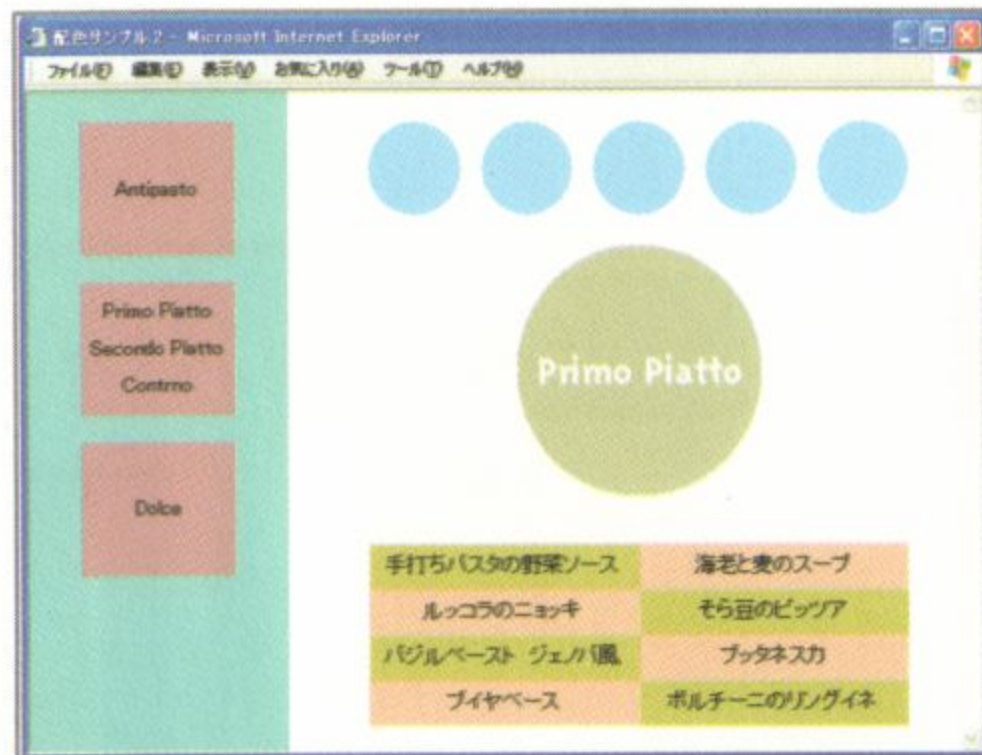 配色サンプル 2 - Microsoft Internet Explorer
ファイル(F) 編集(E) 表示(V) お気に入り(A) ツール(T) ヘルプ(H)
Antipasto
Primo Piatto
Secondo Piatto
Contrno
Dolce
Primo Piatto
手打ちパスタの野菜ソース 海老と麦のスープ
ルッコラのニョッキ そら豆のピッツア
バジルペースト ジェノバ風 プッタネスカ
ブイヤベース ポルチーニのリングイネ